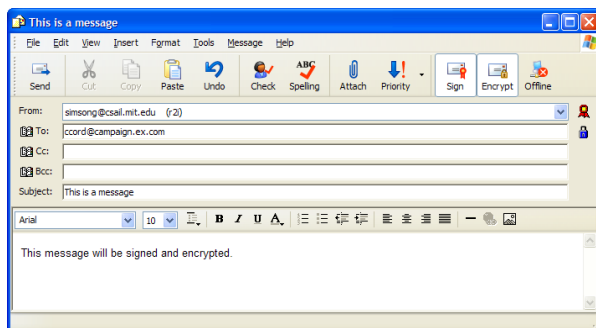 This is a message
File Edit View Insert Format Tools Message Help
Send Cut Copy Paste Undo Check ABC Spelling Attach Priority Sign Encrypt Offline
From: simsong@csail.mit.edu (r2i)
To: ccord@campaign.ex.com
Cc:
Bcc:
Subject: This is a message
Arial 10 B I U A
This message will be signed and encrypted.